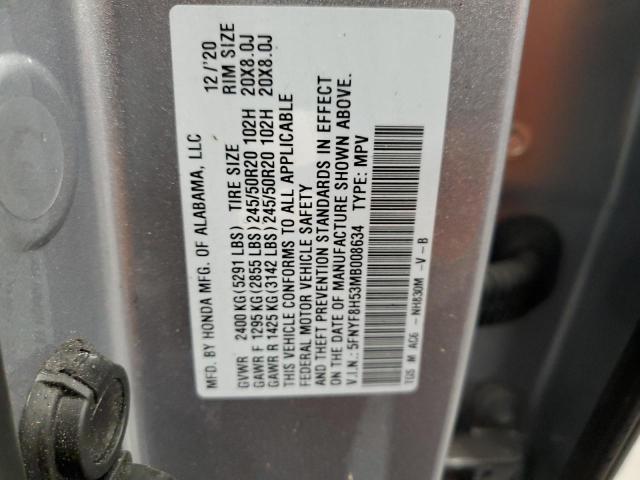 MFD. BY HONDA MFG. OF ALABAMA, LLC 12/'20
TIRE SIZE RIM SIZE
GVWR 2400 KG(5291 LBS)
GAWR F 1295 KG(2855 LBS)245/50R20 102H 20X8.0J
GAWR R 1425 KG(3142 LBS)245/50R20 102H 20X8.0J
THIS VEHICLE CONFORMS TO ALL APPLICABLE
FEDERAL MOTOR VEHICLE SAFETY
AND THEFT PREVENTION STANDARDS IN EFFECT
ON THE DATE OF MANUFACTURE SHOWN ABOVE.
V.I.N.: 5FNYF8H53MB008634 TYPE: MPV
TGS M AC6 - NH830M -V-B